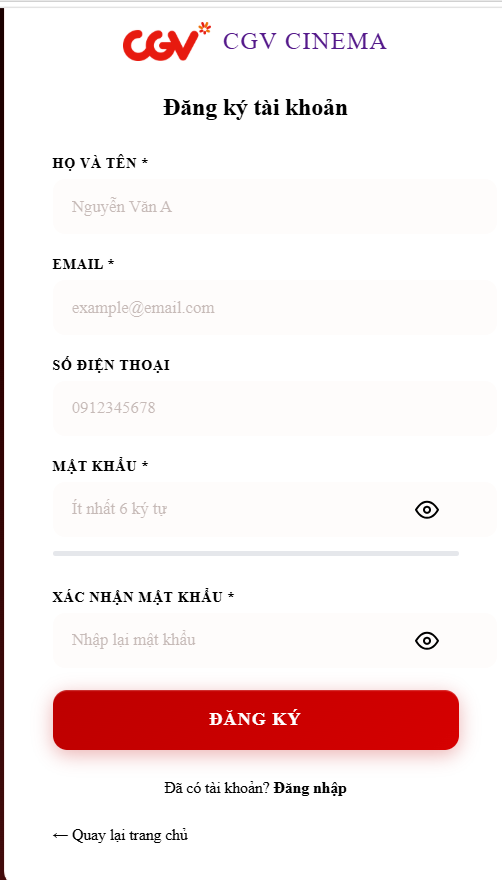 CGV CGV CINEMA
Đăng ký tài khoản
HỌ VÀ TÊN *
Nguyễn Văn A
EMAIL *
example@email.com
SỐ ĐIỆN THOẠI
0912345678
MẬT KHẨU *
Ít nhất 6 ký tự
XÁC NHẬN MẬT KHẨU *
Nhập lại mật khẩu
ĐĂNG KÝ
Đã có tài khoản? Đăng nhập
← Quay lại trang chủ